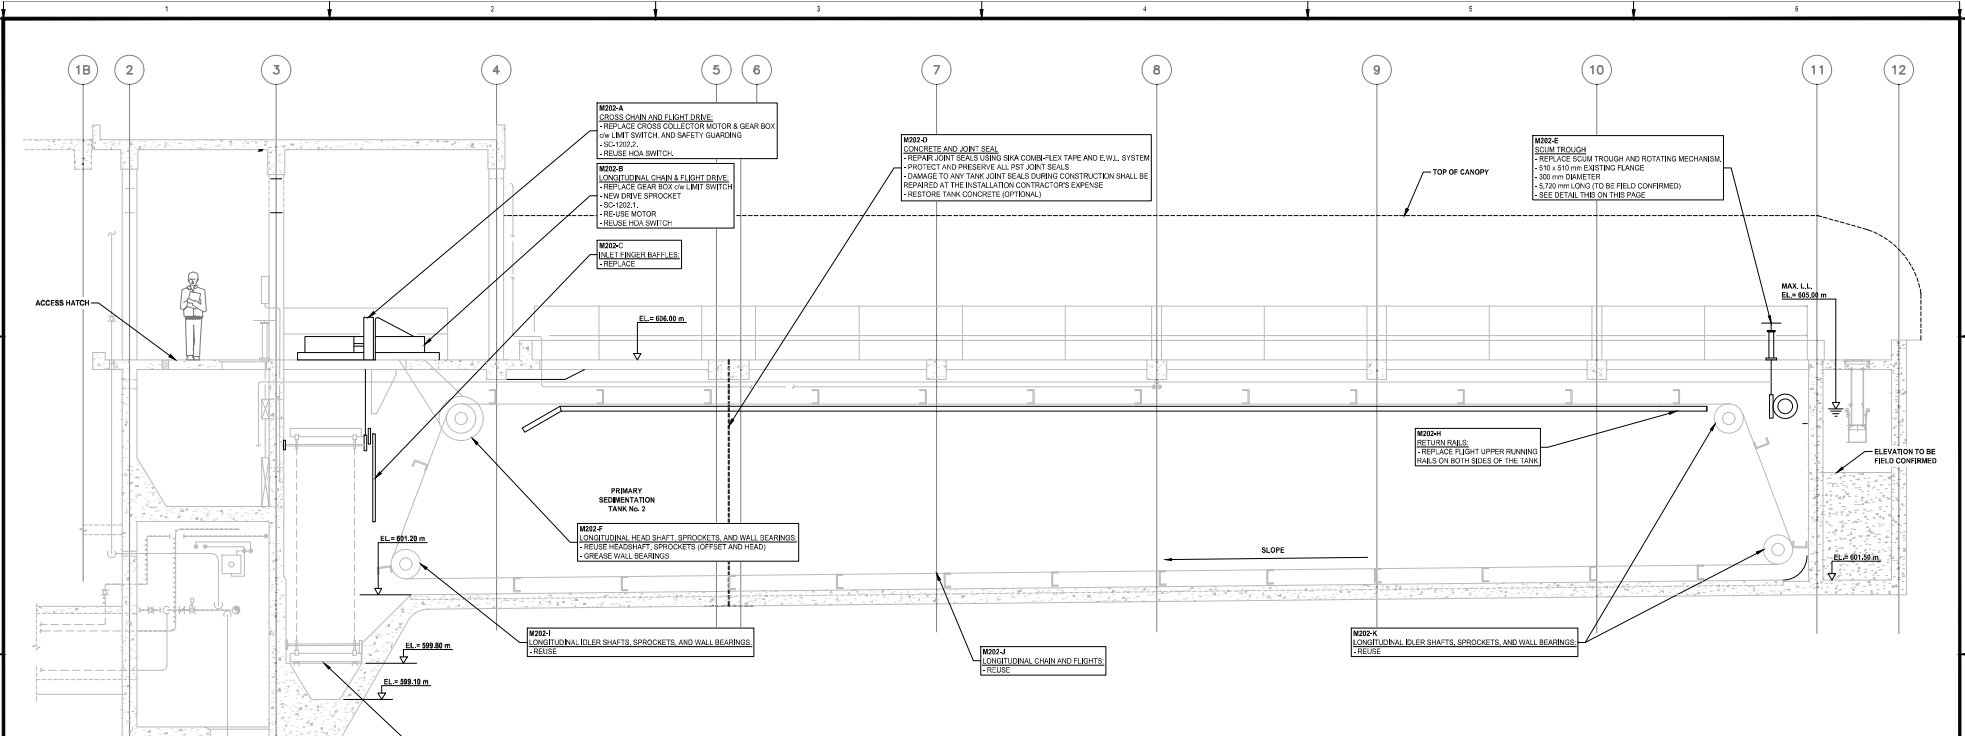 1 2 3 4 5 6
1B 2 3 4 5 6 7 8 9 10 11 12
M202-A
CROSS CHAIN AND FLIGHT DRIVE:
- REPLACE CROSS COLLECTOR MOTOR & GEAR BOX
c/w LIMIT SWITCH, AND SAFETY GUARDING
- SC-1202.2.
- REUSE HOA SWITCH.
M202-B
LONGITUDINAL CHAIN & FLIGHT DRIVE:
- REPLACE GEAR BOX c/w LIMIT SWITCH
- NEW DRIVE SPROCKET
- SC-1202.1.
- RE-USE MOTOR
- REUSE HOA SWITCH
M202-C
INLET FINGER BAFFLES:
- REPLACE
M202-D
CONCRETE AND JOINT SEAL
- REPAIR JOINT SEALS USING SIKA COMBI-FLEX TAPE AND E.W.L. SYSTEM
- PROTECT AND PRESERVE ALL PST JOINT SEALS
- DAMAGE TO ANY TANK JOINT SEALS DURING CONSTRUCTION SHALL BE
REPAIRED AT THE INSTALLATION CONTRACTOR'S EXPENSE
- RESTORE TANK CONCRETE (OPTIONAL)
TOP OF CANOPY
M202-E
SCUM TROUGH
- REPLACE SCUM TROUGH AND ROTATING MECHANISM,
- 510 x 510 mm EXISTING FLANGE
- 300 mm DIAMETER
- 5,720 mm LONG (TO BE FIELD CONFIRMED)
- SEE DETAIL THIS ON THIS PAGE
ACCESS HATCH
EL.= 606.00 m
MAX. L.L.
EL.= 605.00 m
M202-H
RETURN RAILS:
- REPLACE FLIGHT UPPER RUNNING
RAILS ON BOTH SIDES OF THE TANK
ELEVATION TO BE
FIELD CONFIRMED
PRIMARY
SEDIMENTATION
TANK No. 2
M202-F
LONGITUDINAL HEAD SHAFT, SPROCKETS, AND WALL BEARINGS:
- REUSE HEADSHAFT, SPROCKETS (OFFSET AND HEAD)
- GREASE WALL BEARINGS
EL.= 601.20 m
SLOPE
EL.= 601.50 m
M202-I
LONGITUDINAL IDLER SHAFTS, SPROCKETS, AND WALL BEARINGS:
- REUSE
M202-J
LONGITUDINAL CHAIN AND FLIGHTS:
- REUSE
M202-K
LONGITUDINAL IDLER SHAFTS, SPROCKETS, AND WALL BEARINGS:
- REUSE
EL.= 599.80 m
EL.= 599.10 m